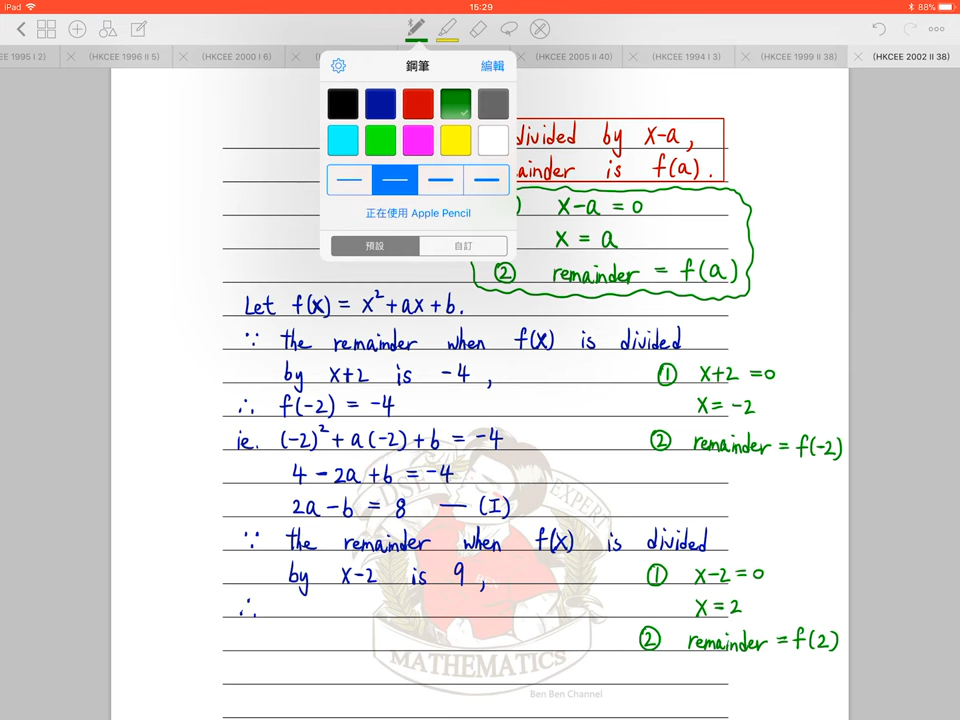 iPad 15:29 88%
CEE 1995 I 2) (HKCEE 1996 II 5) (HKCEE 2000 I 6) (HKCEE 2005 II 40) (HKCEE 1994 I 3) (HKCEE 1999 II 38) (HKCEE 2002 II 38)
鋼筆 編輯
正在使用 Apple Pencil
預設 自訂
divided by x-a,
ainder is f(a).
) x-a = 0
x = a
② remainder = f(a)
Let f(x) = x²+ax+b.
∵ the remainder when f(x) is divided
by x+2 is -4,
① x+2 = 0
∴ f(-2) = -4
x = -2
ie. (-2)²+a(-2)+b = -4
② remainder = f(-2)
4-2a+b = -4
2a-b = 8 — (I)
∵ the remainder when f(x) is divided
by x-2 is 9,
① x-2=0
∴
x=2
② remainder = f(2)
DSE EXPERT
MATHEMATICS
Ben Ben Channel